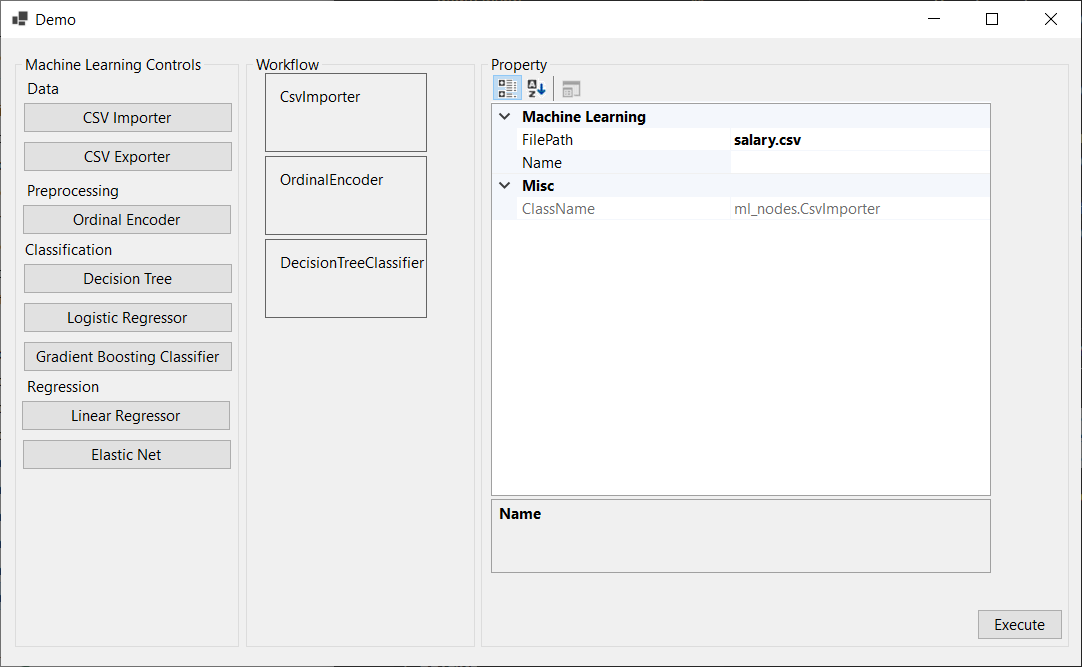 Demo
Machine Learning Controls
Data
CSV Importer
CSV Exporter
Preprocessing
Ordinal Encoder
Classification
Decision Tree
Logistic Regressor
Gradient Boosting Classifier
Regression
Linear Regressor
Elastic Net
Workflow
CsvImporter
OrdinalEncoder
DecisionTreeClassifier
Property
Machine Learning
FilePath salary.csv
Name
Misc
ClassName ml_nodes.CsvImporter
Name
Execute